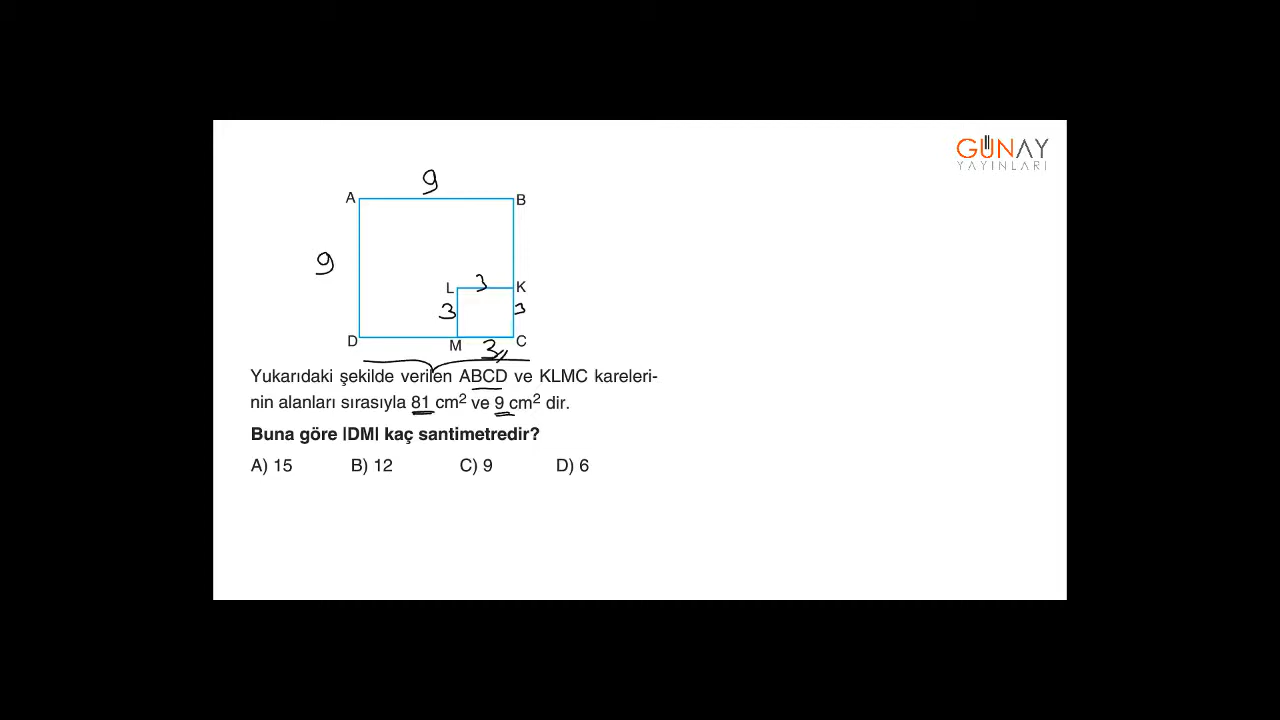 GÜNAY
YAYINLARI
9
A
B
9
L
3
K
3
3
D
M
3
C
Yukarıdaki şekilde verilen ABCD ve KLMC kareleri-
nin alanları sırasıyla 81 cm² ve 9 cm² dir.
Buna göre |DM| kaç santimetredir?
A) 15 B) 12 C) 9 D) 6